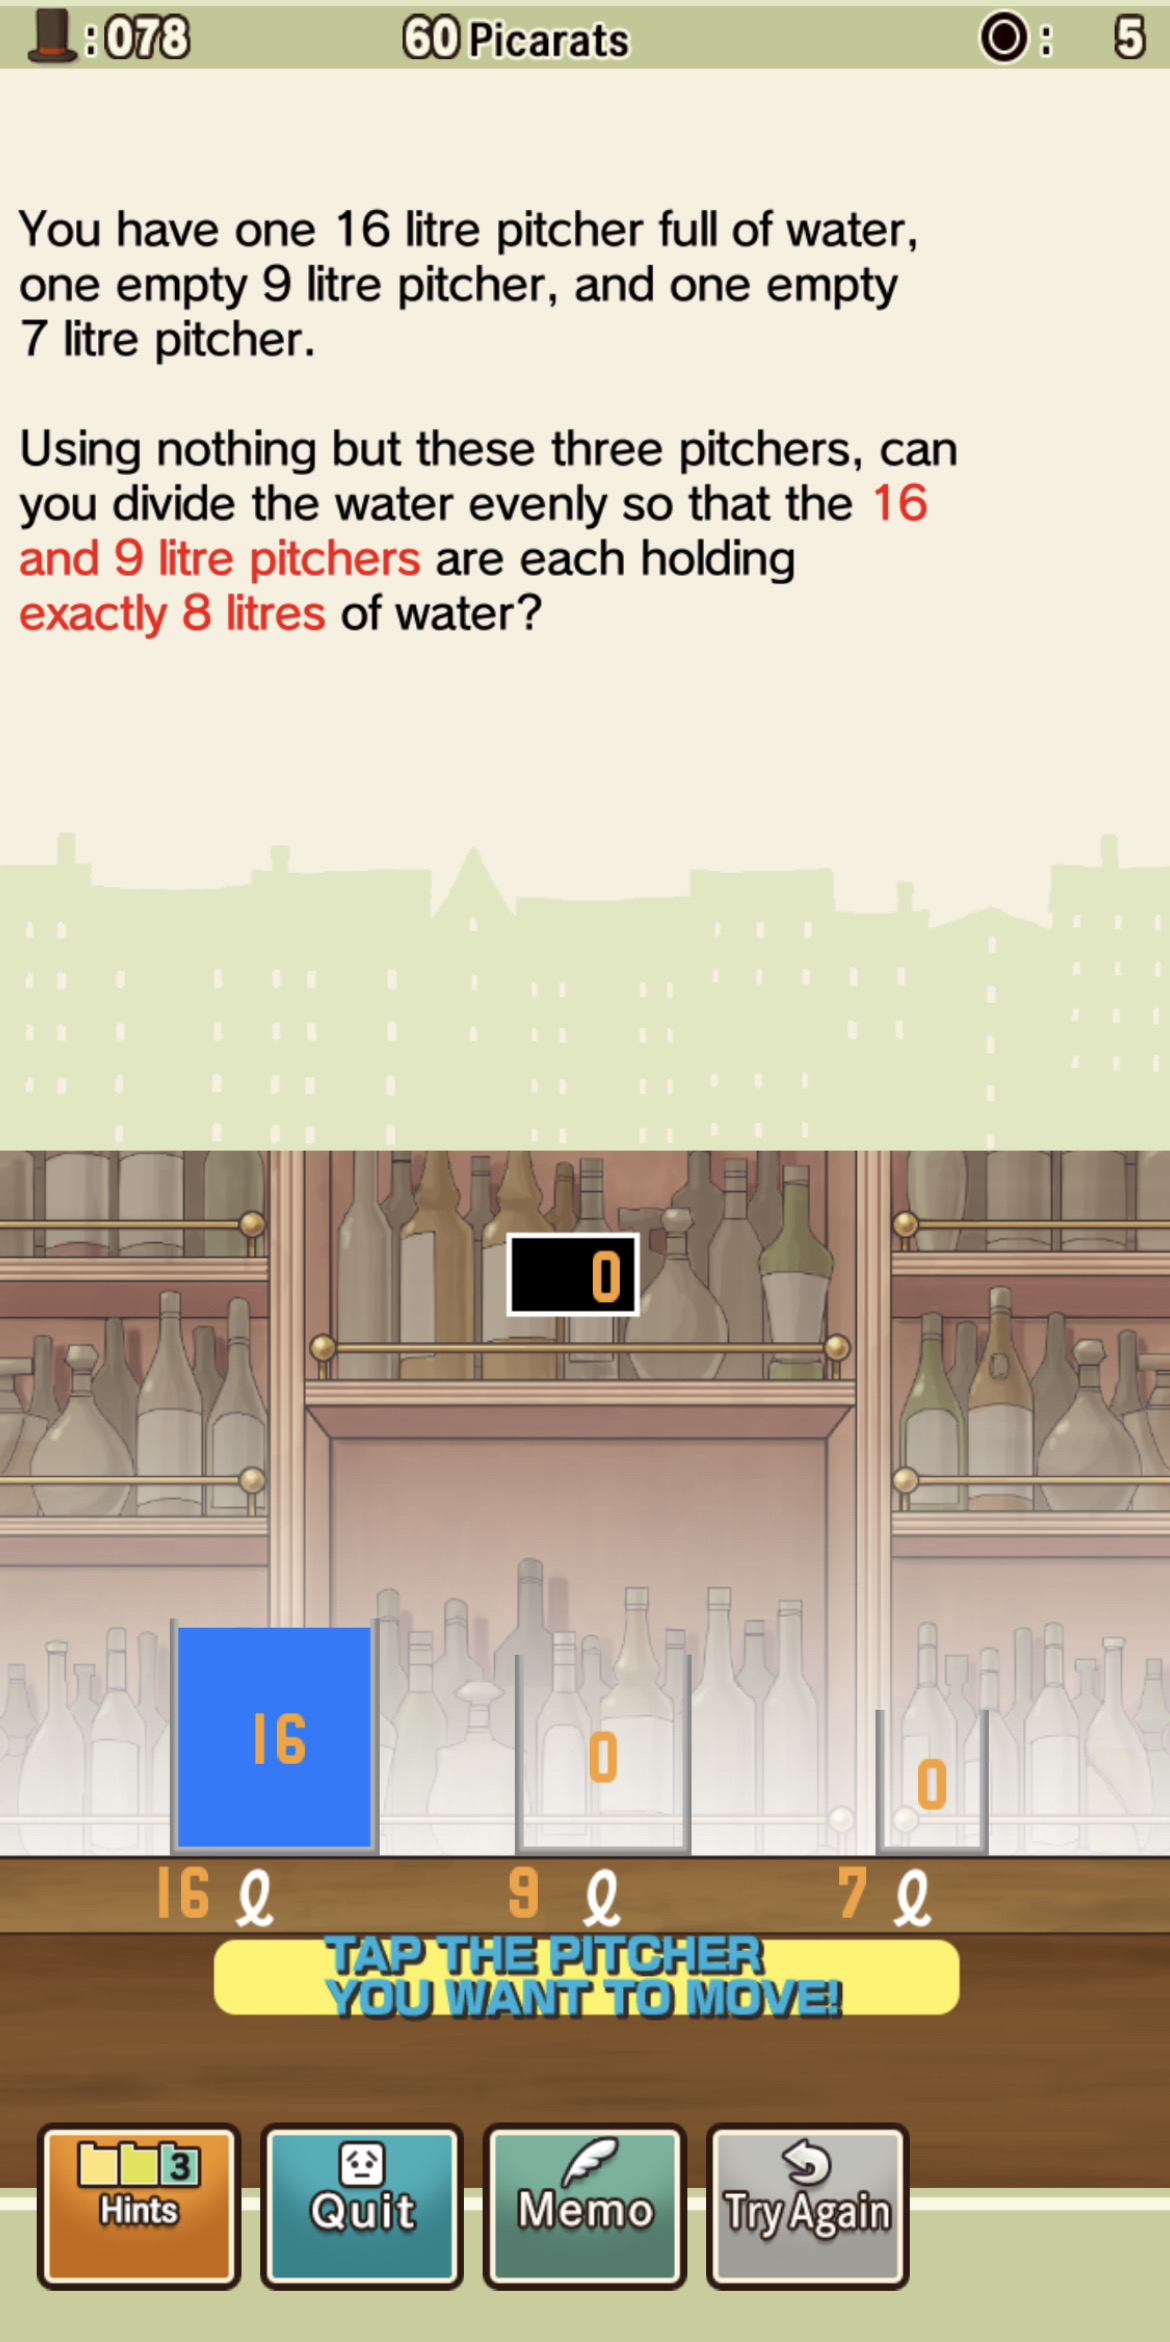 :078 60 Picarats : 5
You have one 16 litre pitcher full of water,
one empty 9 litre pitcher, and one empty
7 litre pitcher.
Using nothing but these three pitchers, can
you divide the water evenly so that the 16
and 9 litre pitchers are each holding
exactly 8 litres of water?
0
16 0 0
16 ℓ 9 ℓ 7 ℓ
TAP THE PITCHER
YOU WANT TO MOVE!
3
Hints Quit Memo Try Again